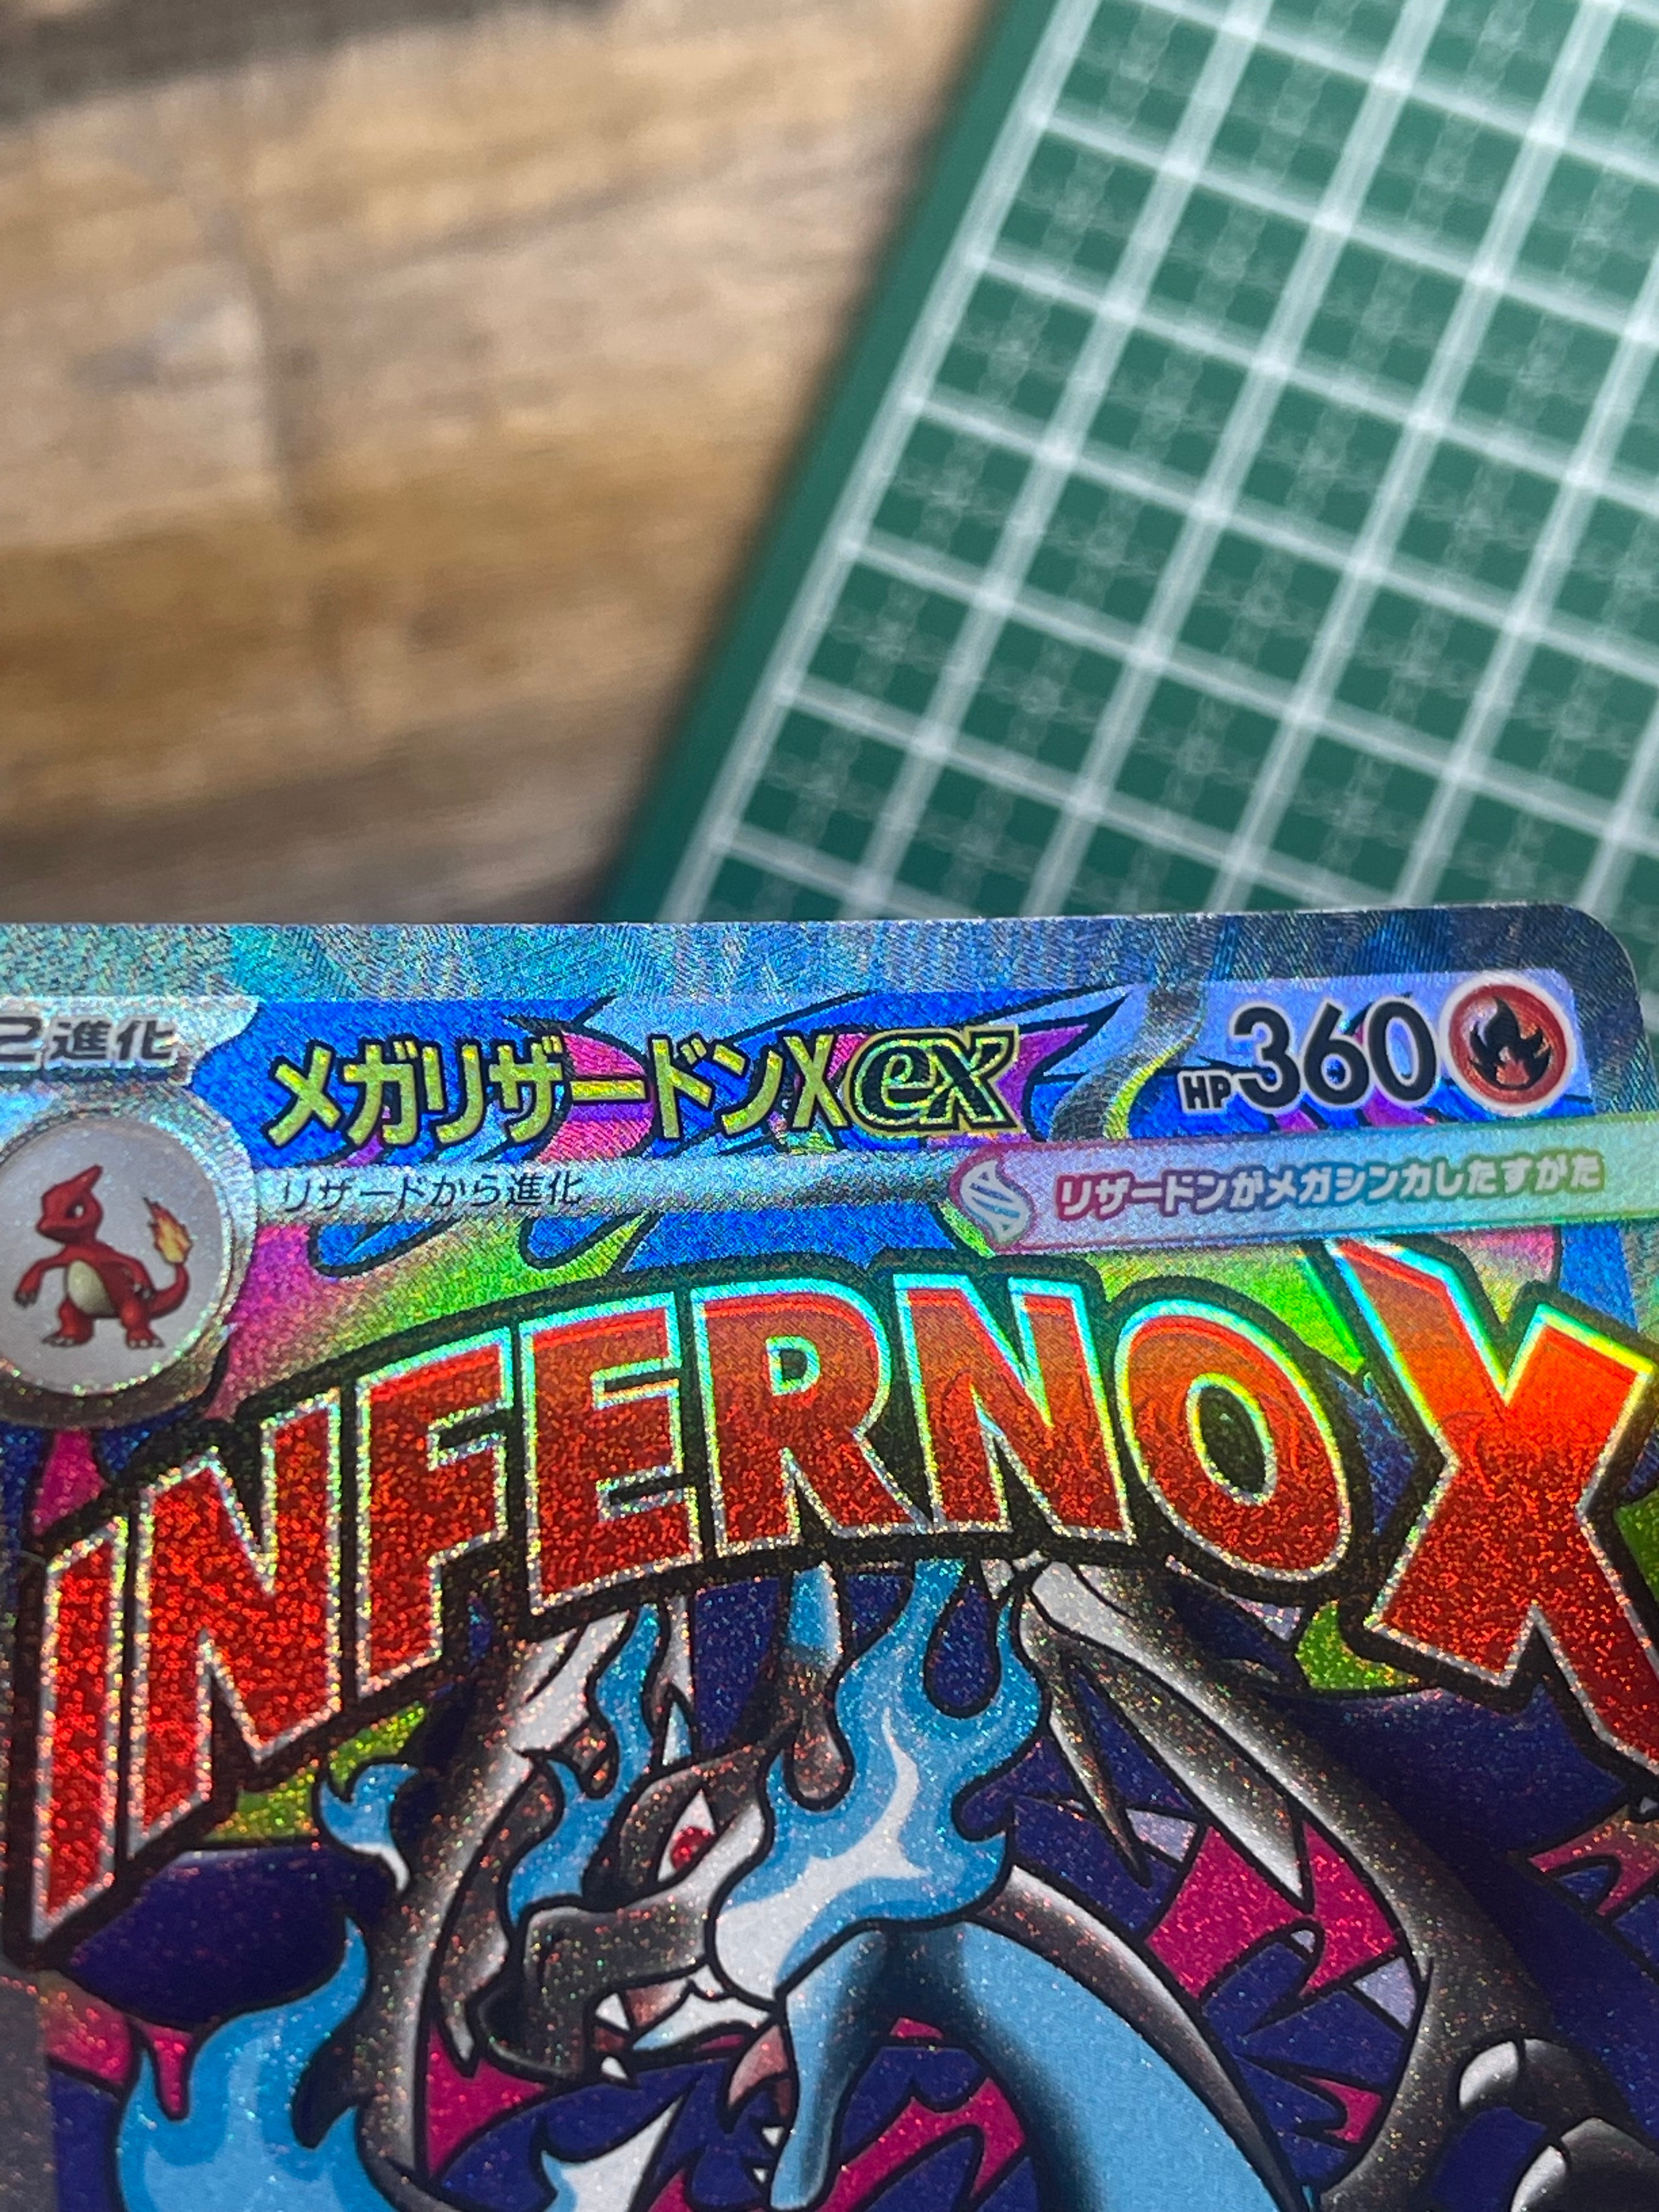 2進化
メガリザードンXex
HP360
リザードから進化
リザードンがメガシンカしたすがた
INFERNO X